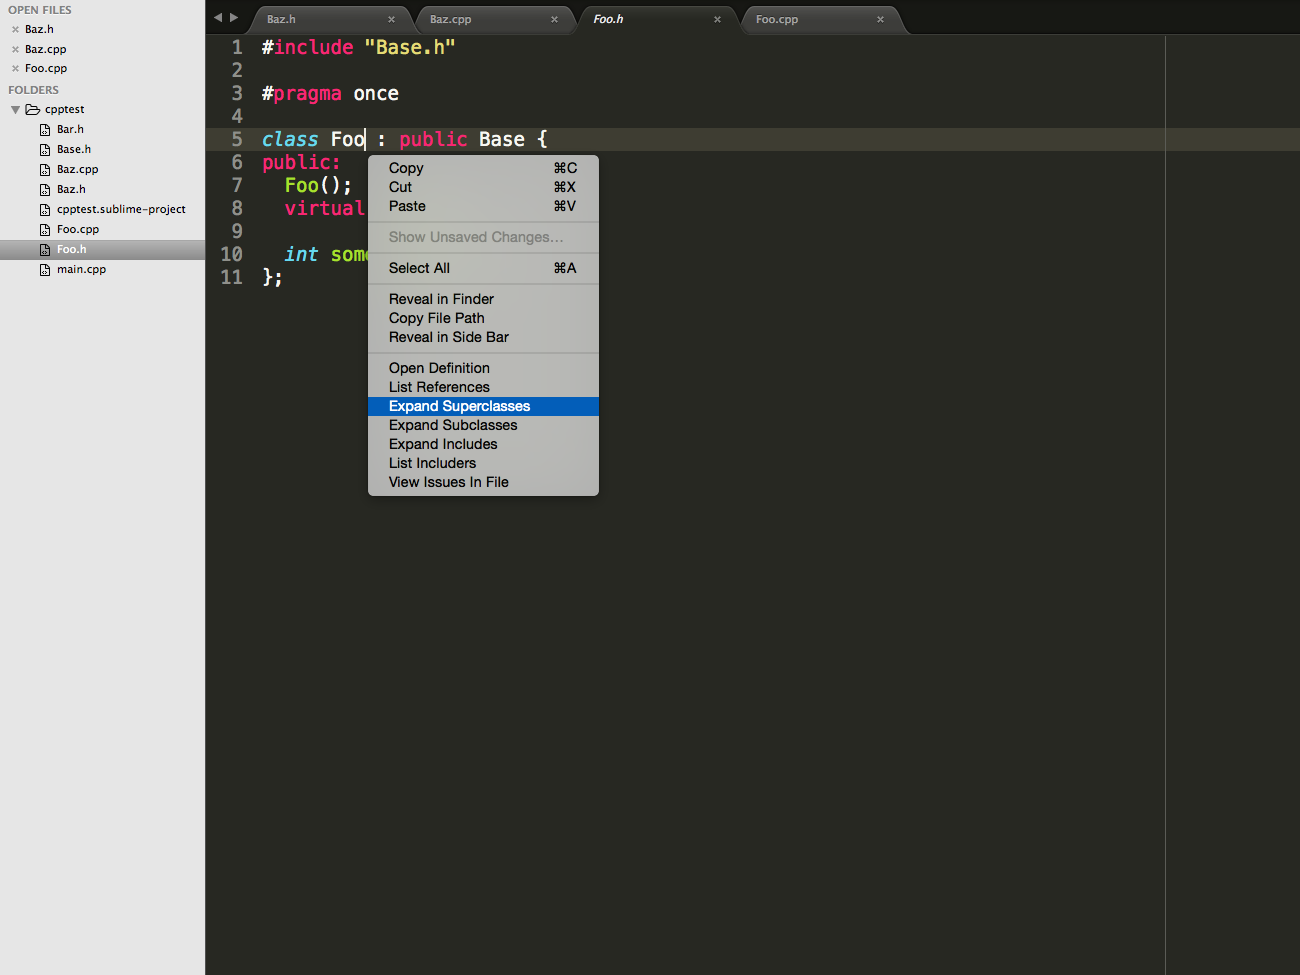 OPEN FILES
Baz.h
Baz.cpp
Foo.cpp
FOLDERS
cpptest
Bar.h
Base.h
Baz.cpp
Baz.h
cpptest.sublime-project
Foo.cpp
Foo.h
main.cpp
Baz.h
Baz.cpp
Foo.h
Foo.cpp
1 #include "Base.h"
2
3 #pragma once
4
5 class Foo : public Base {
6 public:
7 Foo();
8 virtual
9
10 int som
11 };
Copy ⌘C
Cut ⌘X
Paste ⌘V
Show Unsaved Changes…
Select All ⌘A
Reveal in Finder
Copy File Path
Reveal in Side Bar
Open Definition
List References
Expand Superclasses
Expand Subclasses
Expand Includes
List Includers
View Issues In File